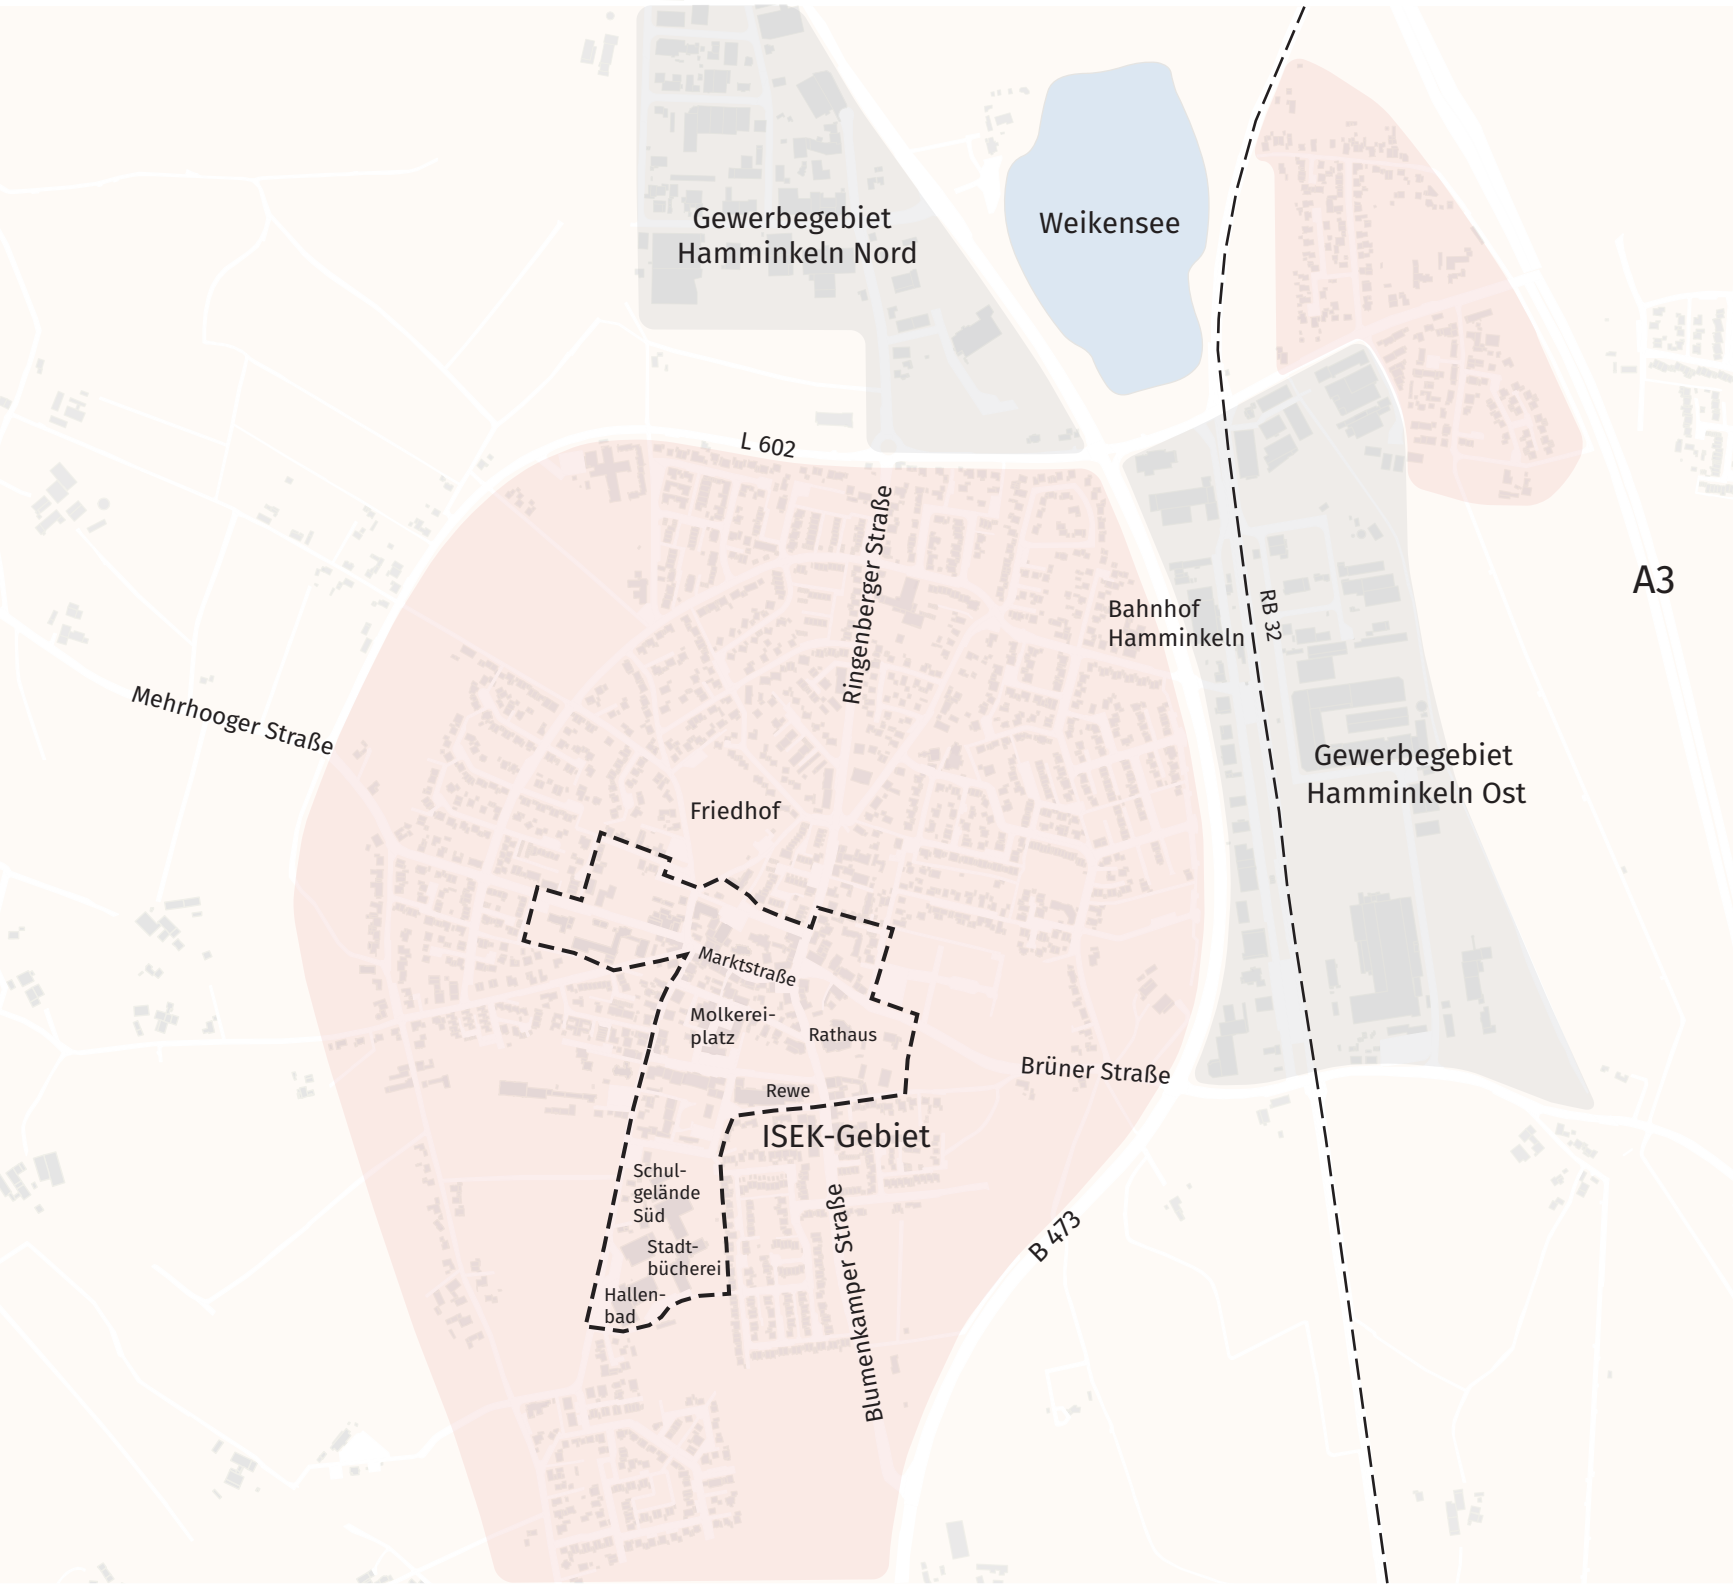 Gewerbegebiet
Hamminkeln Nord
Weikensee
L 602
Ringenberger Straße
A3
Bahnhof
Hamminkeln
RB 32
Mehrhooger Straße
Gewerbegebiet
Hamminkeln Ost
Friedhof
Marktstraße
Molkerei-
platz
Rathaus
Brüner Straße
Rewe
ISEK-Gebiet
Schul-
gelände
Süd
Stadt-
bücherei
Hallen-
bad
Blumenkamper Straße
B 473